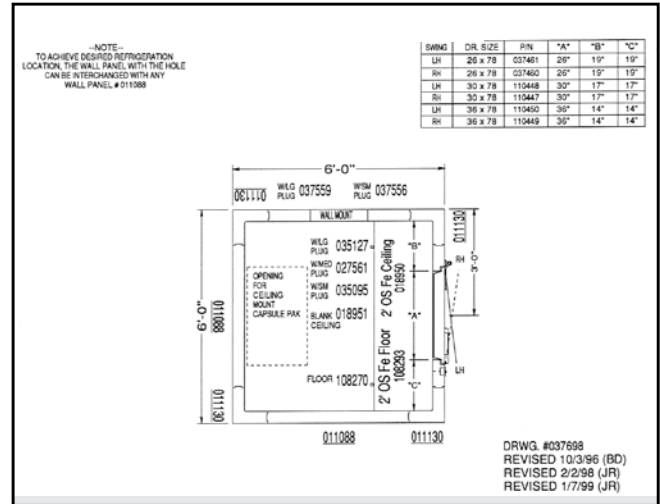 --NOTE--
TO ACHIEVE DESIRED REFRIGERATION
LOCATION, THE WALL PANEL WITH THE HOLE
CAN BE INTERCHANGED WITH ANY
WALL PANEL # 011088
SWING DR. SIZE P/N "A" "B" "C"
LH 26 x 78 037461 26" 19" 19"
RH 26 x 78 037460 26" 19" 19"
LH 30 x 78 110448 30" 17" 17"
RH 30 x 78 110447 30" 17" 17"
LH 36 x 78 110450 36" 14" 14"
RH 36 x 78 110449 36" 14" 14"
6'-0"
011130
W/LG PLUG 037559
W/SM PLUG 037556
WALL MOUNT
011130
6'-0"
011088
011130
OPENING
FOR
CEILING
MOUNT
CAPSULE PAK
W/LG PLUG 035127
W/MED PLUG 027561
W/SM PLUG 035095
BLANK CEILING 018951
FLOOR 108270
2' OS Fe Ceiling
018950
2' OS Fe Floor
108293
"B"
"A"
"C"
RH
3'-0"
LH
011088
011130
DRWG. #037698
REVISED 10/3/96 (BD)
REVISED 2/2/98 (JR)
REVISED 1/7/99 (JR)